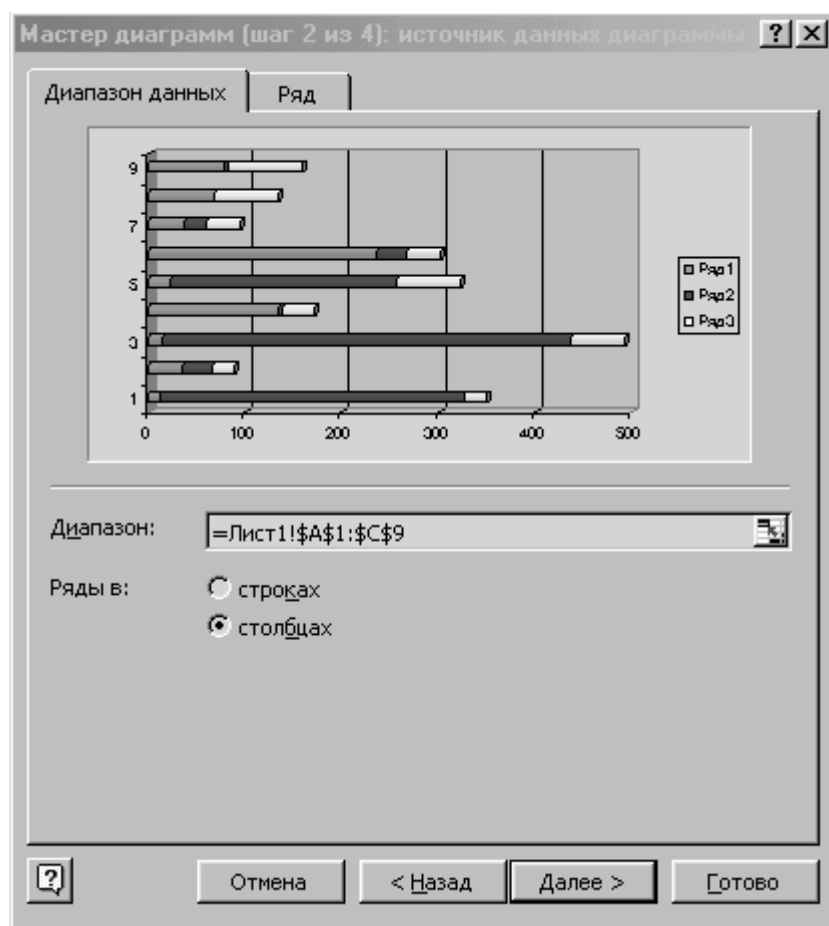 Мастер диаграмм (шаг 2 из 4): источник данных диаграммы
Диапазон данных
Ряд
9
7
5
3
1
0 100 200 300 400 500
Ряд1
Ряд2
Ряд3
Диапазон:
=Лист1!$A$1:$C$9
Ряды в:
строках
столбцах
Отмена
< Назад
Далее >
Готово